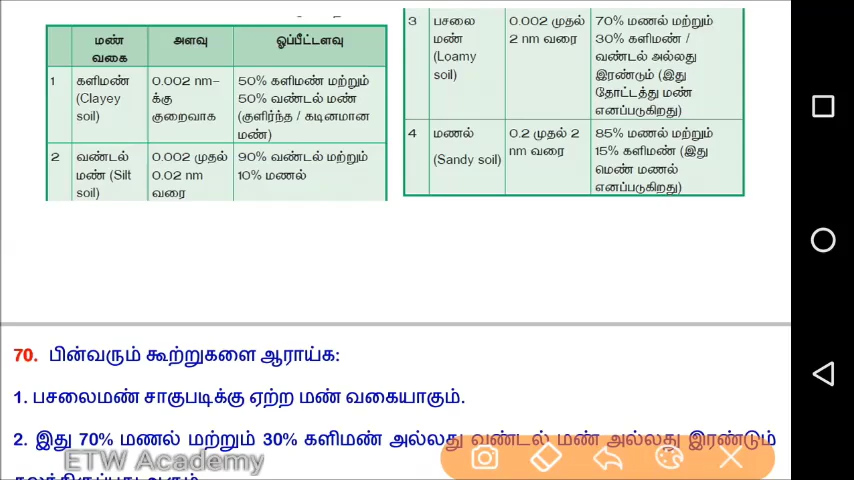 மண் வகை அளவு ஒப்பீட்டளவு
1 களிமண் (Clayey soil) 0.002 nm-க்கு குறைவாக 50% களிமண் மற்றும் 50% வண்டல் மண் (குளிர்ந்த / கடினமான மண்)
2 வண்டல் மண் (Silt soil) 0.002 முதல் 0.02 nm வரை 90% வண்டல் மற்றும் 10% மணல்
3 பசலை மண் (Loamy soil) 0.002 முதல் 2 nm வரை 70% மணல் மற்றும் 30% களிமண் / வண்டல் அல்லது இரண்டும் (இது தோட்டத்து மண் எனப்படுகிறது)
4 மணல் (Sandy soil) 0.2 முதல் 2 nm வரை 85% மணல் மற்றும் 15% களிமண் (இது மெண் மணல் எனப்படுகிறது)
70. பின்வரும் கூற்றுகளை ஆராய்க:
1. பசலைமண் சாகுபடிக்கு ஏற்ற மண் வகையாகும்.
2. இது 70% மணல் மற்றும் 30% களிமண் அல்லது வண்டல் மண் அல்லது இரண்டும்
ETW Academy